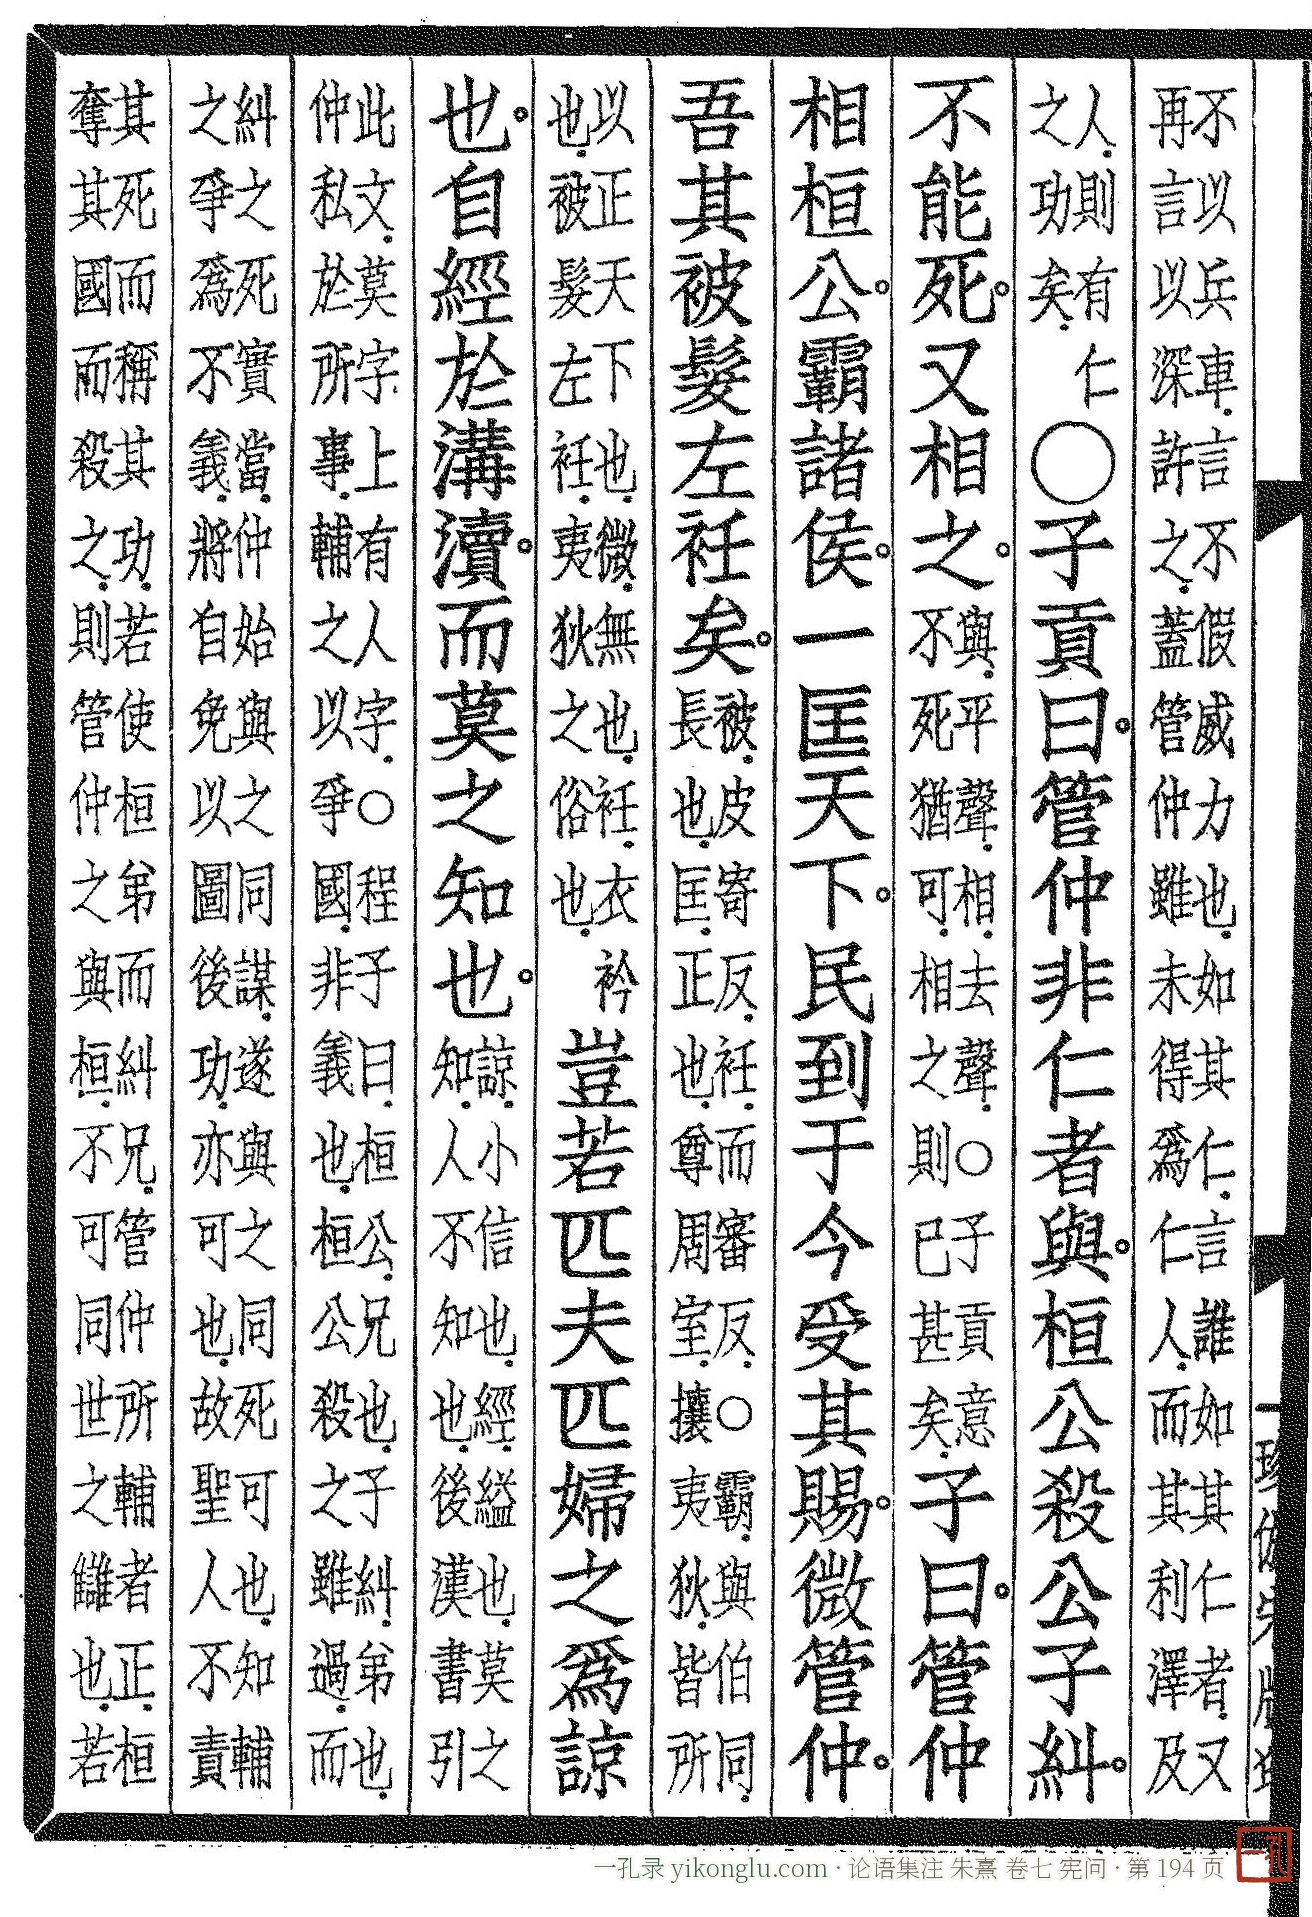 不以兵車。言不假威力也。如其仁。言誰如其仁者。又
再言以深許之。蓋管仲雖未得爲仁人。而其利澤及
人。則有仁
之功矣。
○子貢曰。管仲非仁者與。桓公殺公子糾。
不能死。又相之。
與。平聲。相。去聲。○子貢意
不死猶可。相之則已甚矣。
子曰。管仲
相桓公。霸諸侯。一匡天下。民到于今受其賜。微管仲。
吾其被髮左衽矣。
被。皮寄反。衽。而審反。○霸。與伯同。
長也。匡。正也。尊周室。攘夷狄。皆所
以正天下也。微。無也。衽。衣衿
也。被髮左衽。夷狄之俗也。
豈若匹夫匹婦之爲諒
也。自經於溝瀆。而莫之知也。
諒。小信也。經。縊也。莫之
知。人不知也。後漢書引
此文。莫字上有人字。○程子曰。桓公。兄也。子糾。弟也。
仲私於所事。輔之以爭國。非義也。桓公殺之雖過。而
糾之死實當。仲始與之同謀。遂與之同死可也。知輔
之爭爲不義。將自免以圖後功。亦可也。故聖人不責
其死而稱其功。若使桓弟而糾兄。管仲所輔者正。桓
奪其國而殺之。則管仲之與桓。不可同世之讎也。若
一孔录 yikonglu.com · 论语集注 朱熹 卷七 宪问 · 第 194 页